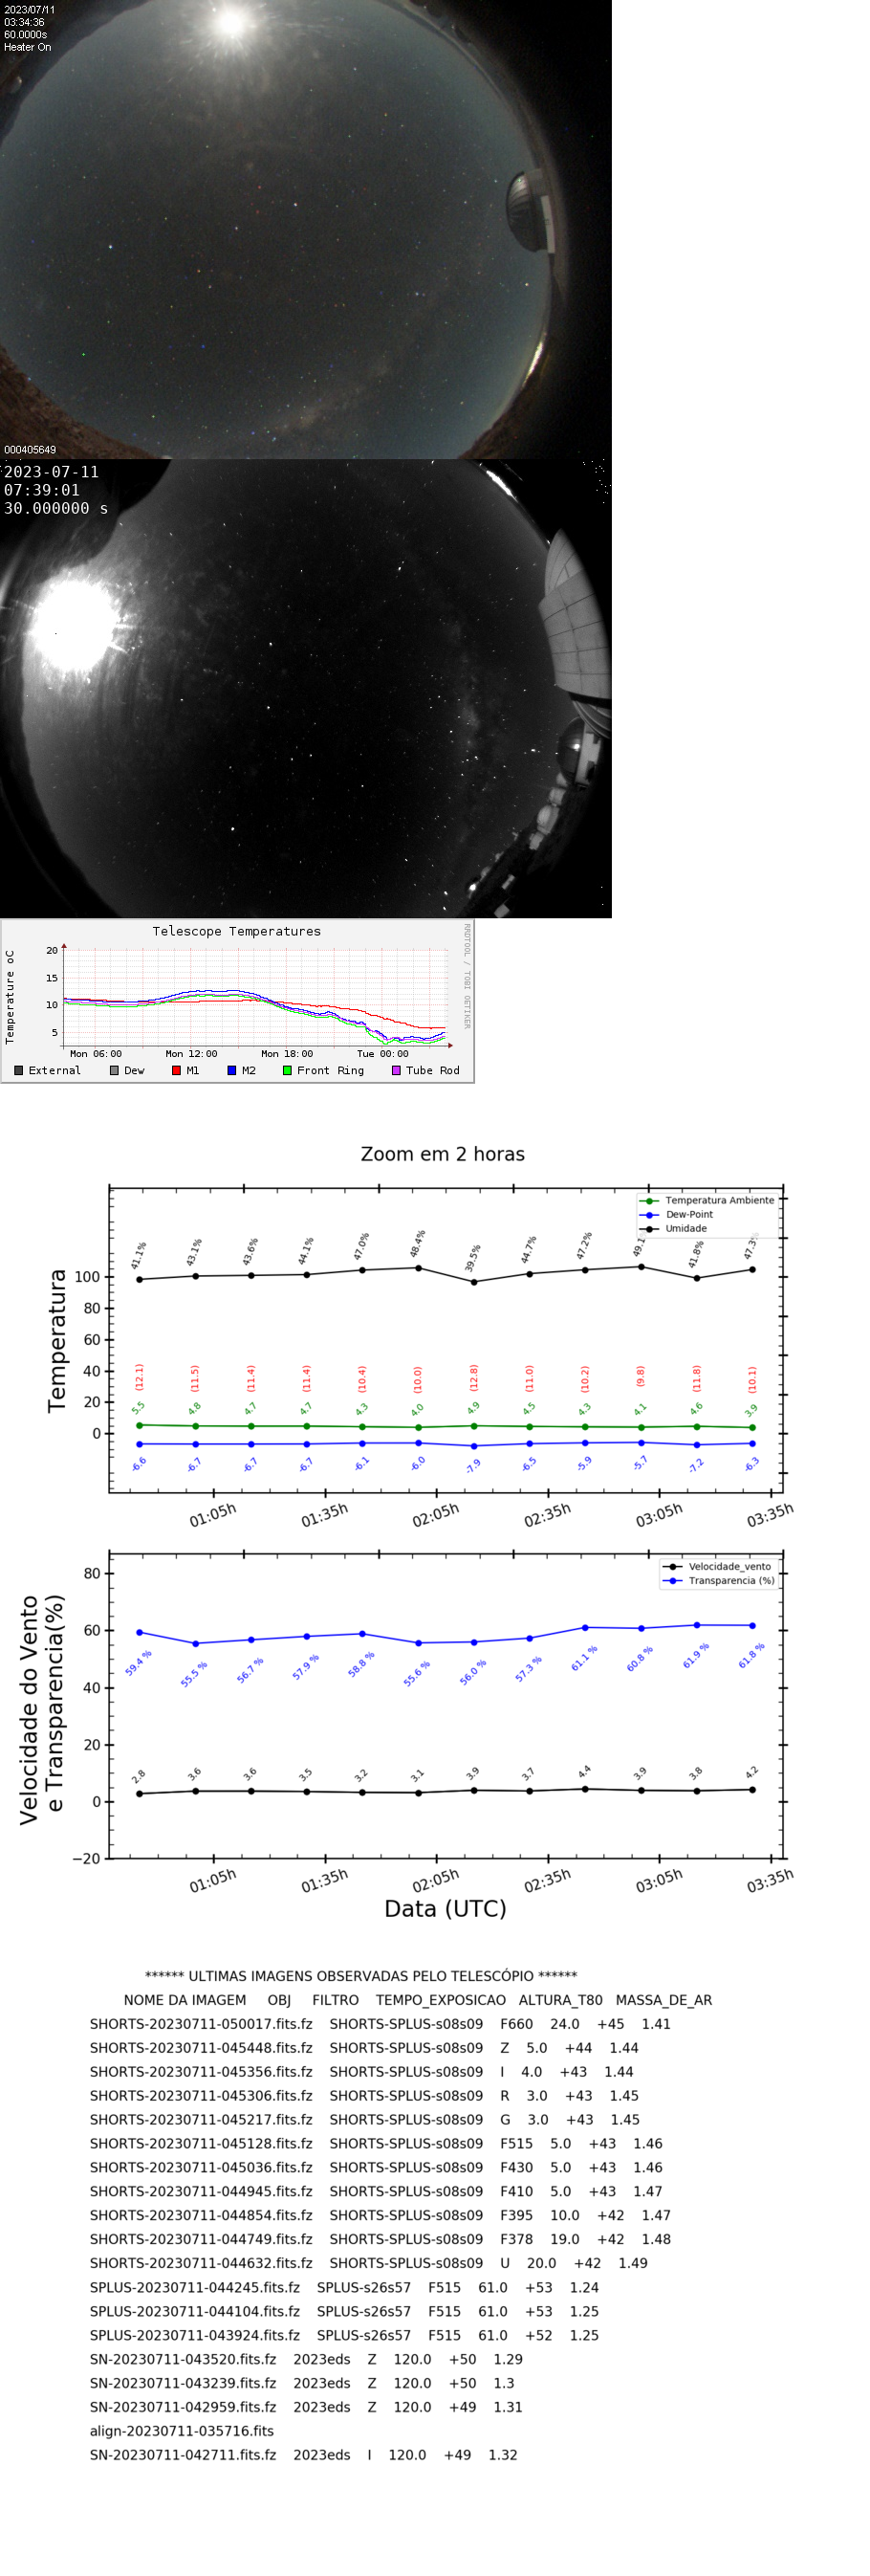 2023/07/11
03:34:36
60.0000s
Heater On
000405649
2023-07-11
07:39:01
30.000000 s
Telescope Temperatures
RRDTOOL / TOBI OETIKER
Temperature oC
20
15
10
5
Mon 06:00 Mon 12:00 Mon 18:00 Tue 00:00
External Dew M1 M2 Front Ring Tube Rod
Zoom em 2 horas
Temperatura Ambiente
Dew-Point
Umidade
Temperatura
100
80
60
40
20
0
41.1% 43.1% 43.6% 44.1% 47.0% 48.4% 39.5% 44.7% 47.2% 49.1 41.8% 47.3%
(12.1) (11.5) (11.4) (11.4) (10.4) (10.0) (12.8) (11.0) (10.2) (9.8) (11.8) (10.1)
5.5 4.8 4.7 4.7 4.3 4.0 4.9 4.5 4.3 4.1 4.6 3.9
-6.6 -6.7 -6.7 -6.7 -6.1 -6.0 -7.9 -6.5 -5.9 -5.7 -7.2 -6.3
01:05h 01:35h 02:05h 02:35h 03:05h 03:35h
Velocidade_vento
Transparencia (%)
Velocidade do Vento
e Transparencia(%)
80
60
40
20
0
−20
59.4 % 55.5 % 56.7 % 57.9 % 58.8 % 55.6 % 56.0 % 57.3 % 61.1 % 60.8 % 61.9 % 61.8 %
2.8 3.6 3.6 3.5 3.2 3.1 3.9 3.7 4.4 3.9 3.8 4.2
01:05h 01:35h 02:05h 02:35h 03:05h 03:35h
Data (UTC)
****** ULTIMAS IMAGENS OBSERVADAS PELO TELESCÓPIO ******
NOME DA IMAGEM OBJ FILTRO TEMPO_EXPOSICAO ALTURA_T80 MASSA_DE_AR
SHORTS-20230711-050017.fits.fz SHORTS-SPLUS-s08s09 F660 24.0 +45 1.41
SHORTS-20230711-045448.fits.fz SHORTS-SPLUS-s08s09 Z 5.0 +44 1.44
SHORTS-20230711-045356.fits.fz SHORTS-SPLUS-s08s09 I 4.0 +43 1.44
SHORTS-20230711-045306.fits.fz SHORTS-SPLUS-s08s09 R 3.0 +43 1.45
SHORTS-20230711-045217.fits.fz SHORTS-SPLUS-s08s09 G 3.0 +43 1.45
SHORTS-20230711-045128.fits.fz SHORTS-SPLUS-s08s09 F515 5.0 +43 1.46
SHORTS-20230711-045036.fits.fz SHORTS-SPLUS-s08s09 F430 5.0 +43 1.46
SHORTS-20230711-044945.fits.fz SHORTS-SPLUS-s08s09 F410 5.0 +43 1.47
SHORTS-20230711-044854.fits.fz SHORTS-SPLUS-s08s09 F395 10.0 +42 1.47
SHORTS-20230711-044749.fits.fz SHORTS-SPLUS-s08s09 F378 19.0 +42 1.48
SHORTS-20230711-044632.fits.fz SHORTS-SPLUS-s08s09 U 20.0 +42 1.49
SPLUS-20230711-044245.fits.fz SPLUS-s26s57 F515 61.0 +53 1.24
SPLUS-20230711-044104.fits.fz SPLUS-s26s57 F515 61.0 +53 1.25
SPLUS-20230711-043924.fits.fz SPLUS-s26s57 F515 61.0 +52 1.25
SN-20230711-043520.fits.fz 2023eds Z 120.0 +50 1.29
SN-20230711-043239.fits.fz 2023eds Z 120.0 +50 1.3
SN-20230711-042959.fits.fz 2023eds Z 120.0 +49 1.31
align-20230711-035716.fits
SN-20230711-042711.fits.fz 2023eds I 120.0 +49 1.32